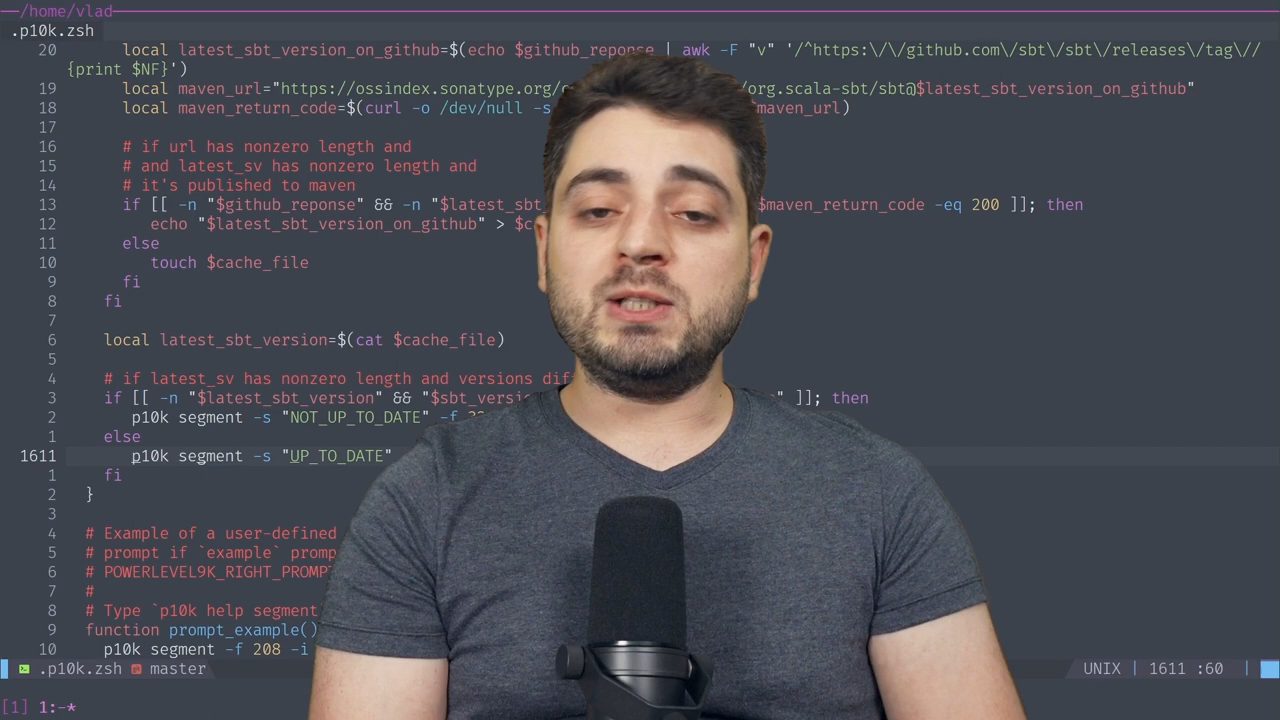 /home/vlad
.p10k.zsh
20 local latest_sbt_version_on_github=$(echo $github_reponse | awk -F "v" '/^https:\/\/github.com\/sbt\/sbt\/releases\/tag\//
{print $NF}')
19 local maven_url="https://ossindex.sonatype.org/ /org.scala-sbt/sbt@$latest_sbt_version_on_github"
18 local maven_return_code=$(curl -o /dev/null -s maven_url)
17
16 # if url has nonzero length and
15 # and latest_sv has nonzero length and
14 # it's published to maven
13 if [[ -n "$github_reponse" && -n "$latest_sbt $maven_return_code -eq 200 ]]; then
12 echo "$latest_sbt_version_on_github" > $c
11 else
10 touch $cache_file
9 fi
8 fi
7
6 local latest_sbt_version=$(cat $cache_file)
5
4 # if latest_sv has nonzero length and versions dif
3 if [[ -n "$latest_sbt_version" && "$sbt_versi " ]]; then
2 p10k segment -s "NOT_UP_TO_DATE" -f
1 else
1611 p10k segment -s "UP_TO_DATE"
1 fi
2 }
3
4 # Example of a user-defined
5 # prompt if `example` promp
6 # POWERLEVEL9K_RIGHT_PROMPT
7 #
8 # Type `p10k help segment
9 function prompt_example()
10 p10k segment -f 208 -i
.p10k.zsh master UNIX | 1611 :60 |
[1] 1:-*